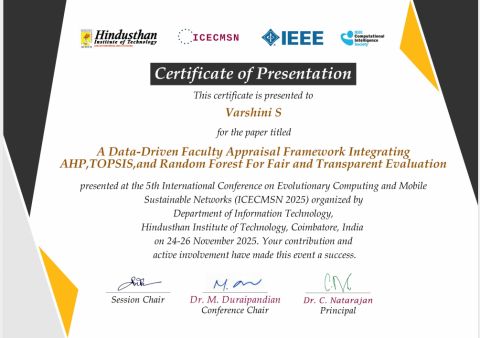 Hindusthan
Institute of Technology
ICECMSN
IEEE
IEEE
Computational
Intelligence
Society
Certificate of Presentation
This certificate is presented to
Varshini S
for the paper titled
A Data-Driven Faculty Appraisal Framework Integrating
AHP,TOPSIS,and Random Forest For Fair and Transparent Evaluation
presented at the 5th International Conference on Evolutionary Computing and Mobile
Sustainable Networks (ICECMSN 2025) organized by
Department of Information Technology,
Hindusthan Institute of Technology, Coimbatore, India
on 24-26 November 2025. Your contribution and
active involvement have made this event a success.
Session Chair
Dr. M. Duraipandian
Conference Chair
Dr. C. Natarajan
Principal